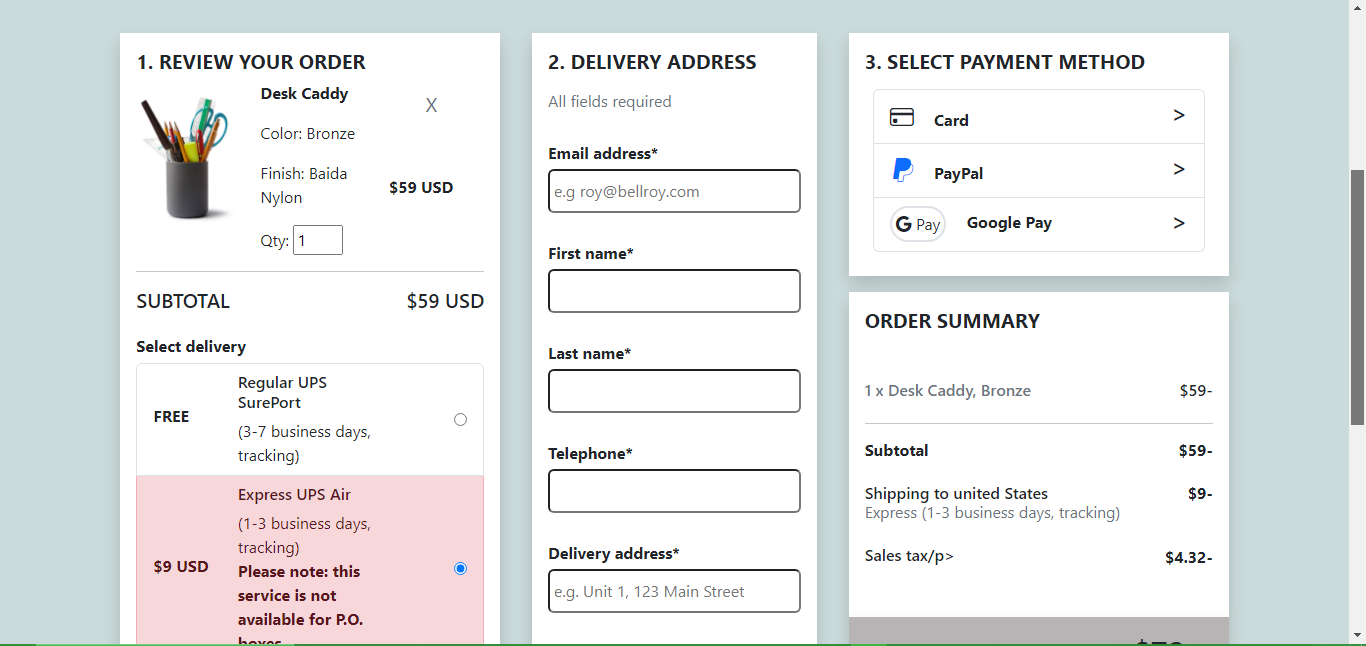 1. REVIEW YOUR ORDER
Desk Caddy
X
Color: Bronze
Finish: Baida
Nylon
$59 USD
Qty: 1
SUBTOTAL $59 USD
Select delivery
Regular UPS
SurePort
FREE
(3-7 business days,
tracking)
Express UPS Air
(1-3 business days,
tracking)
$9 USD
Please note: this
service is not
available for P.O.
boxes
2. DELIVERY ADDRESS
All fields required
Email address*
e.g roy@bellroy.com
First name*
Last name*
Telephone*
Delivery address*
e.g. Unit 1, 123 Main Street
3. SELECT PAYMENT METHOD
Card >
PayPal >
G Pay Google Pay >
ORDER SUMMARY
1 x Desk Caddy, Bronze $59-
Subtotal $59-
Shipping to united States $9-
Express (1-3 business days, tracking)
Sales tax/p> $4.32-